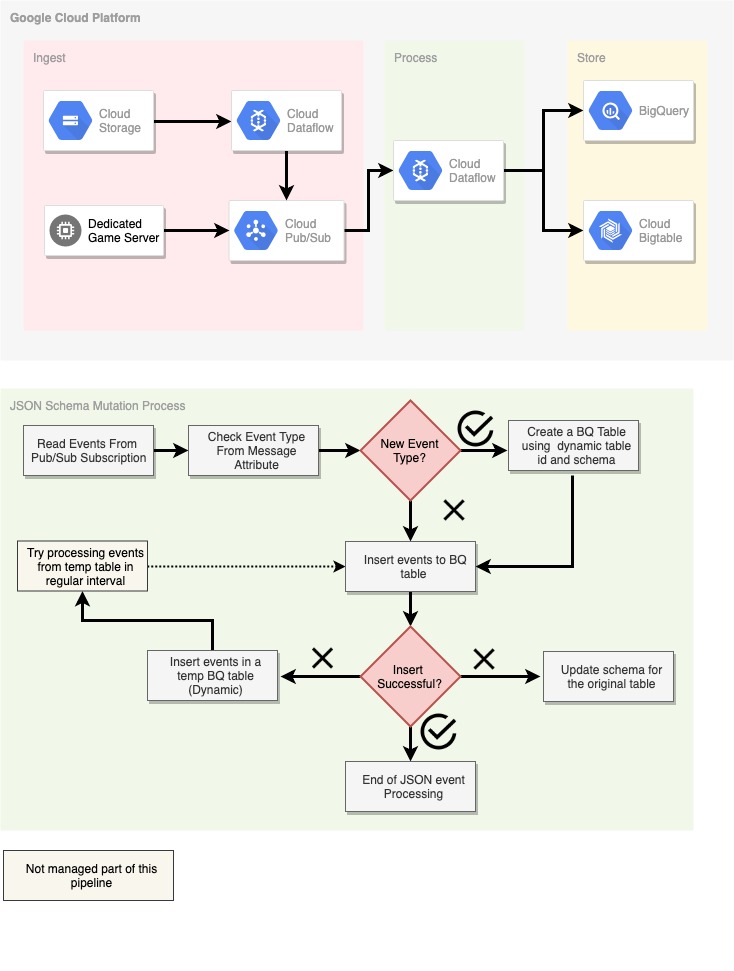 Google Cloud Platform
Ingest
Process
Store
Cloud
Storage
Cloud
Dataflow
BigQuery
Cloud
Dataflow
Dedicated
Game Server
Cloud
Pub/Sub
Cloud
Bigtable
JSON Schema Mutation Process
Read Events From
Pub/Sub Subscription
Check Event Type
From Message
Attribute
New Event
Type?
Create a BQ Table
using dynamic table
id and schema
Try processing events
from temp table in
regular interval
Insert events to BQ
table
Insert events in a
temp BQ table
(Dynamic)
Insert
Successful?
Update schema for
the original table
End of JSON event
Processing
Not managed part of this
pipeline